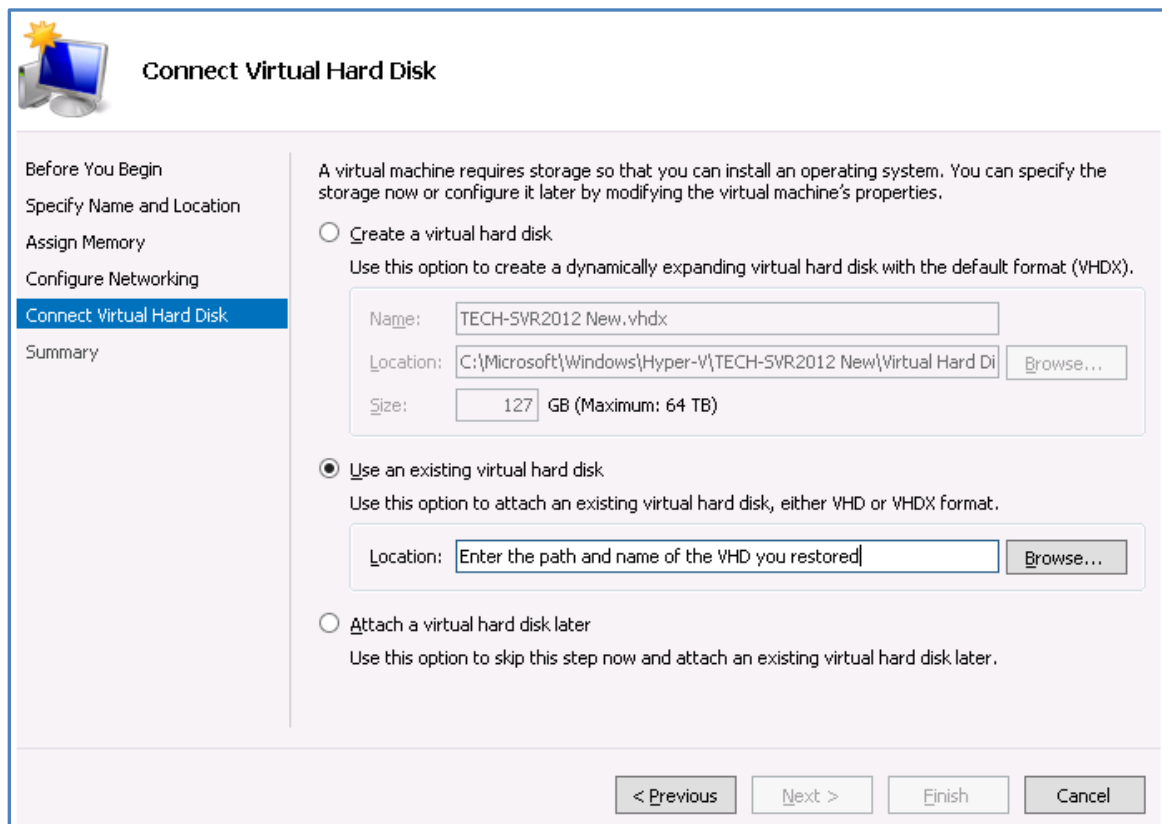 Connect Virtual Hard Disk
Before You Begin
Specify Name and Location
Assign Memory
Configure Networking
Connect Virtual Hard Disk
Summary
A virtual machine requires storage so that you can install an operating system. You can specify the
storage now or configure it later by modifying the virtual machine's properties.
Create a virtual hard disk
Use this option to create a dynamically expanding virtual hard disk with the default format (VHDX).
Name: TECH-SVR2012 New.vhdx
Location: C:\Microsoft\Windows\Hyper-V\TECH-SVR2012 New\Virtual Hard Di Browse...
Size: 127 GB (Maximum: 64 TB)
Use an existing virtual hard disk
Use this option to attach an existing virtual hard disk, either VHD or VHDX format.
Location: Enter the path and name of the VHD you restored Browse...
Attach a virtual hard disk later
Use this option to skip this step now and attach an existing virtual hard disk later.
< Previous Next > Finish Cancel